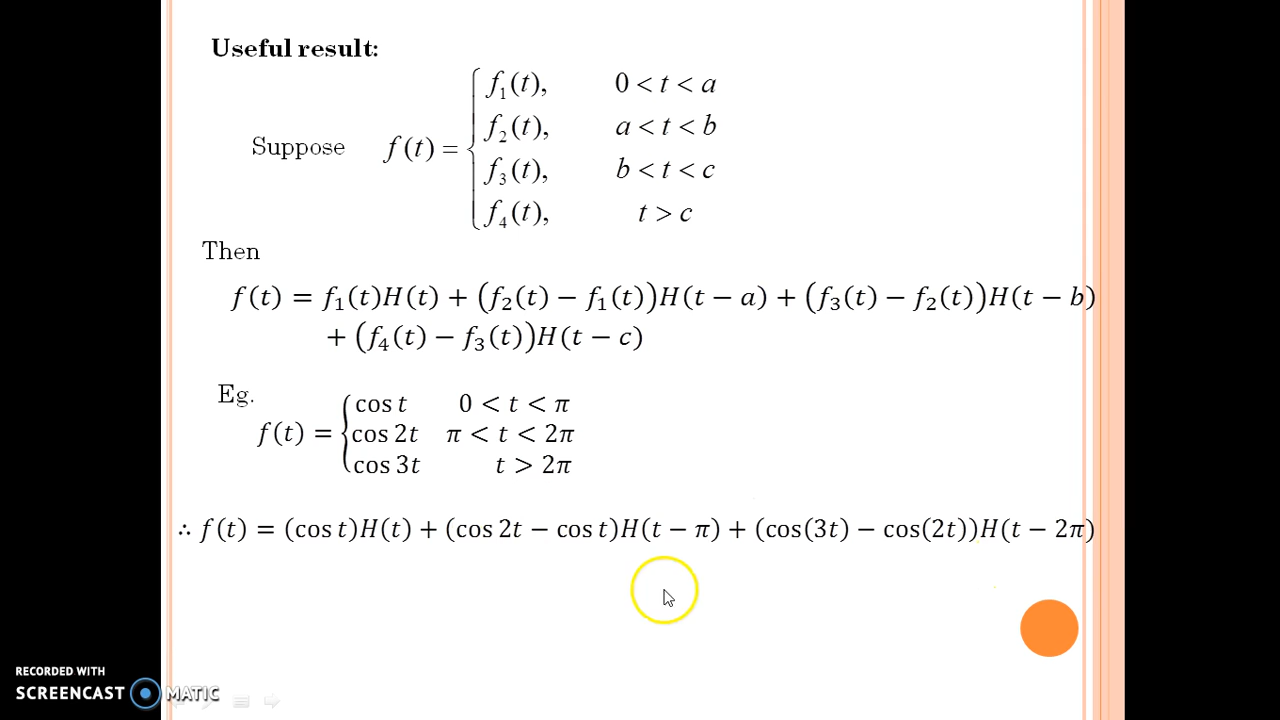 Useful result:
f₁(t), 0 < t < a
f₂(t), a < t < b
Suppose f(t) =
f₃(t), b < t < c
f₄(t), t > c
Then
f(t) = f₁(t)H(t) + (f₂(t) − f₁(t))H(t − a) + (f₃(t) − f₂(t))H(t − b)
+ (f₄(t) − f₃(t))H(t − c)
Eg.
cos t 0 < t < π
f(t) = { cos 2t π < t < 2π
cos 3t t > 2π
∴ f(t) = (cos t)H(t) + (cos 2t − cos t)H(t − π) + (cos(3t) − cos(2t))H(t − 2π)
RECORDED WITH
SCREENCAST MATIC